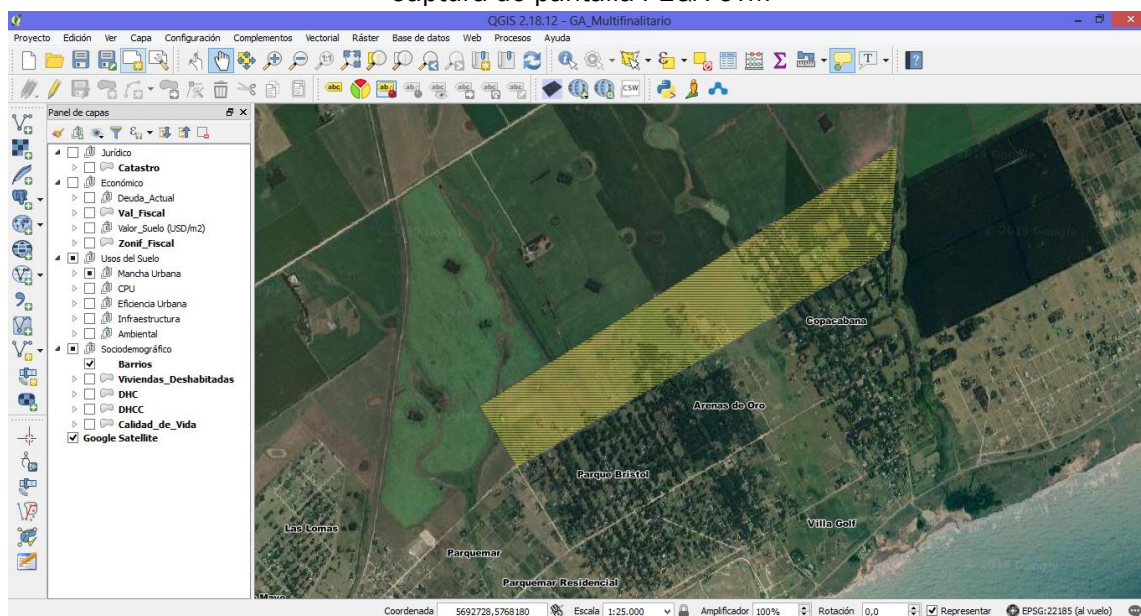 QGIS 2.18.12 - GA_Multifinalitario
Proyecto Edición Ver Capa Configuración Complementos Vectorial Ráster Base de datos Web Procesos Ayuda
Panel de capas
Jurídico
Catastro
Económico
Deuda_Actual
Val_Fiscal
Valor_Suelo (USD/m2)
Zonif_Fiscal
Usos del Suelo
Mancha Urbana
CPU
Eficiencia Urbana
Infraestructura
Ambiental
Sociodemográfico
Barrios
Viviendas_Deshabitadas
DHC
DHCC
Calidad_de_Vida
Google Satellite
Copacabana
Arenas de Oro
Parque Bristol
Villa Golf
Las Lomas
Parquemar
Parquemar Residencial
Coordenada 5692728,5768180 Escala 1:25.000 Amplificador 100% Rotación 0,0 Representar EPSG:22185 (al vuelo)